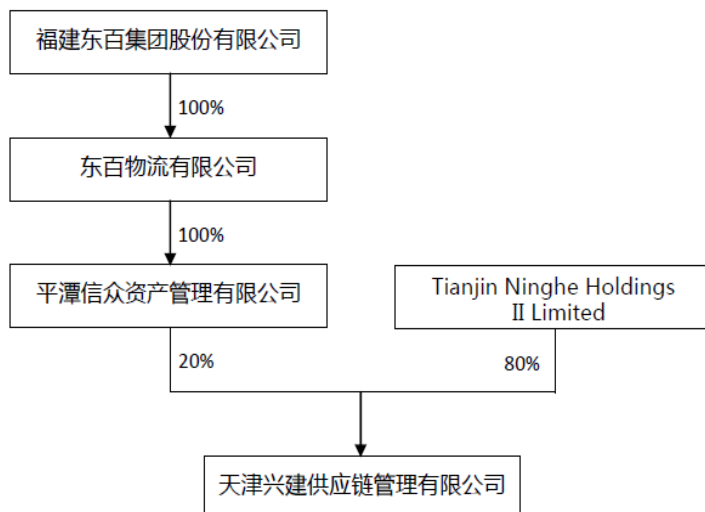 福建东百集团股份有限公司
100%
东百物流有限公司
100%
平潭信众资产管理有限公司
Tianjin Ninghe Holdings
II Limited
20%
80%
天津兴建供应链管理有限公司